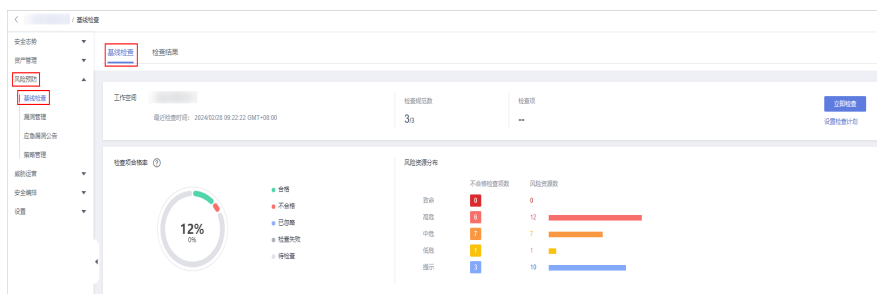 / 基线检查
安全态势
资产管理
风险预防
基线检查
漏洞管理
应急漏洞公告
策略管理
威胁运营
安全编排
设置
基线检查 检查结果
工作空间
最近检查时间： 2024/02/28 09:22:22 GMT+08:00
检查规范数
3/3
检查项
--
立即检查
设置检查计划
检查项合格率
12%
0%
合格
不合格
已忽略
检查失败
待检查
风险资源分布
不合格检查项数 风险资源数
致命 0 0
高危 6 12
中危 7 7
低危 1 1
提示 3 10